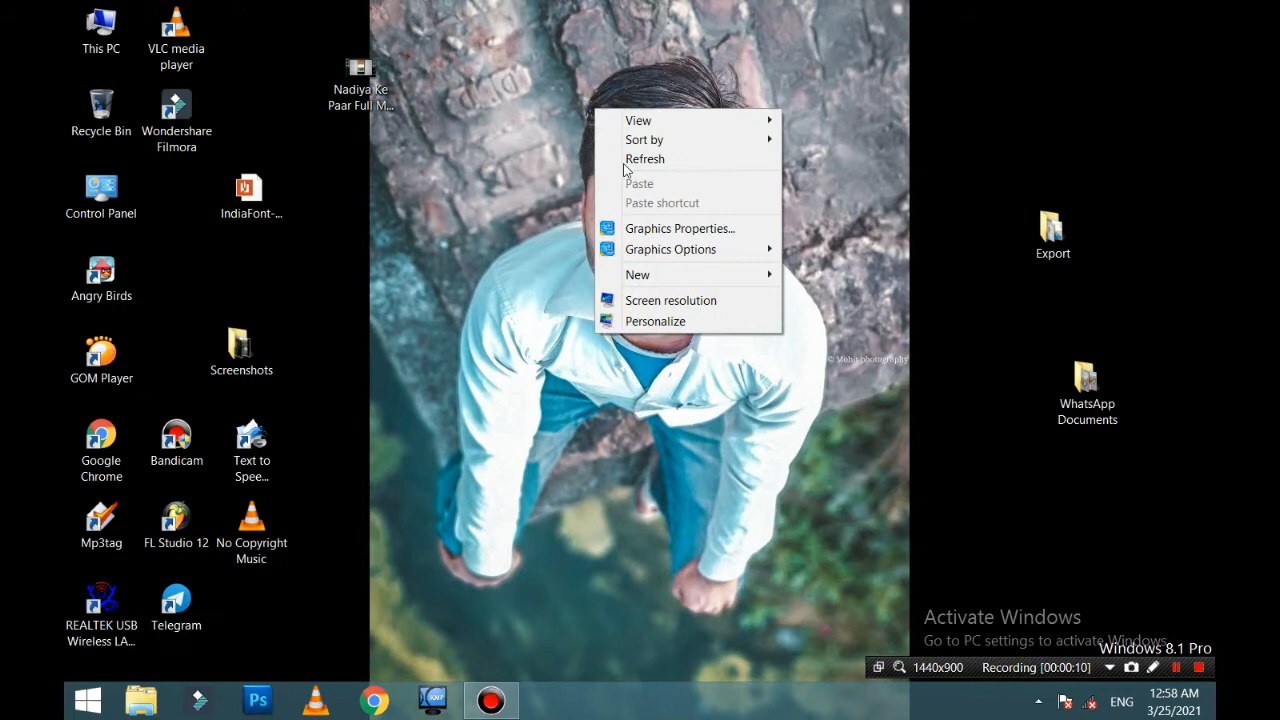 This PC
VLC media
player
Nadiya Ke
Paar Full M...
Recycle Bin
Wondershare
Filmora
Control Panel
IndiaFont-...
Angry Birds
GOM Player
Screenshots
Google
Chrome
Bandicam
Text to
Spee...
Mp3tag
FL Studio 12
No Copyright
Music
REALTEK USB
Wireless LA...
Telegram
View
Sort by
Refresh
Paste
Paste shortcut
Graphics Properties...
Graphics Options
New
Screen resolution
Personalize
© Mohit photography
Export
WhatsApp
Documents
Activate Windows
Go to PC settings to activate Windows.
Windows 8.1 Pro
1440x900 Recording [00:00:10]
Ps
KMP
ENG
12:58 AM
3/25/2021